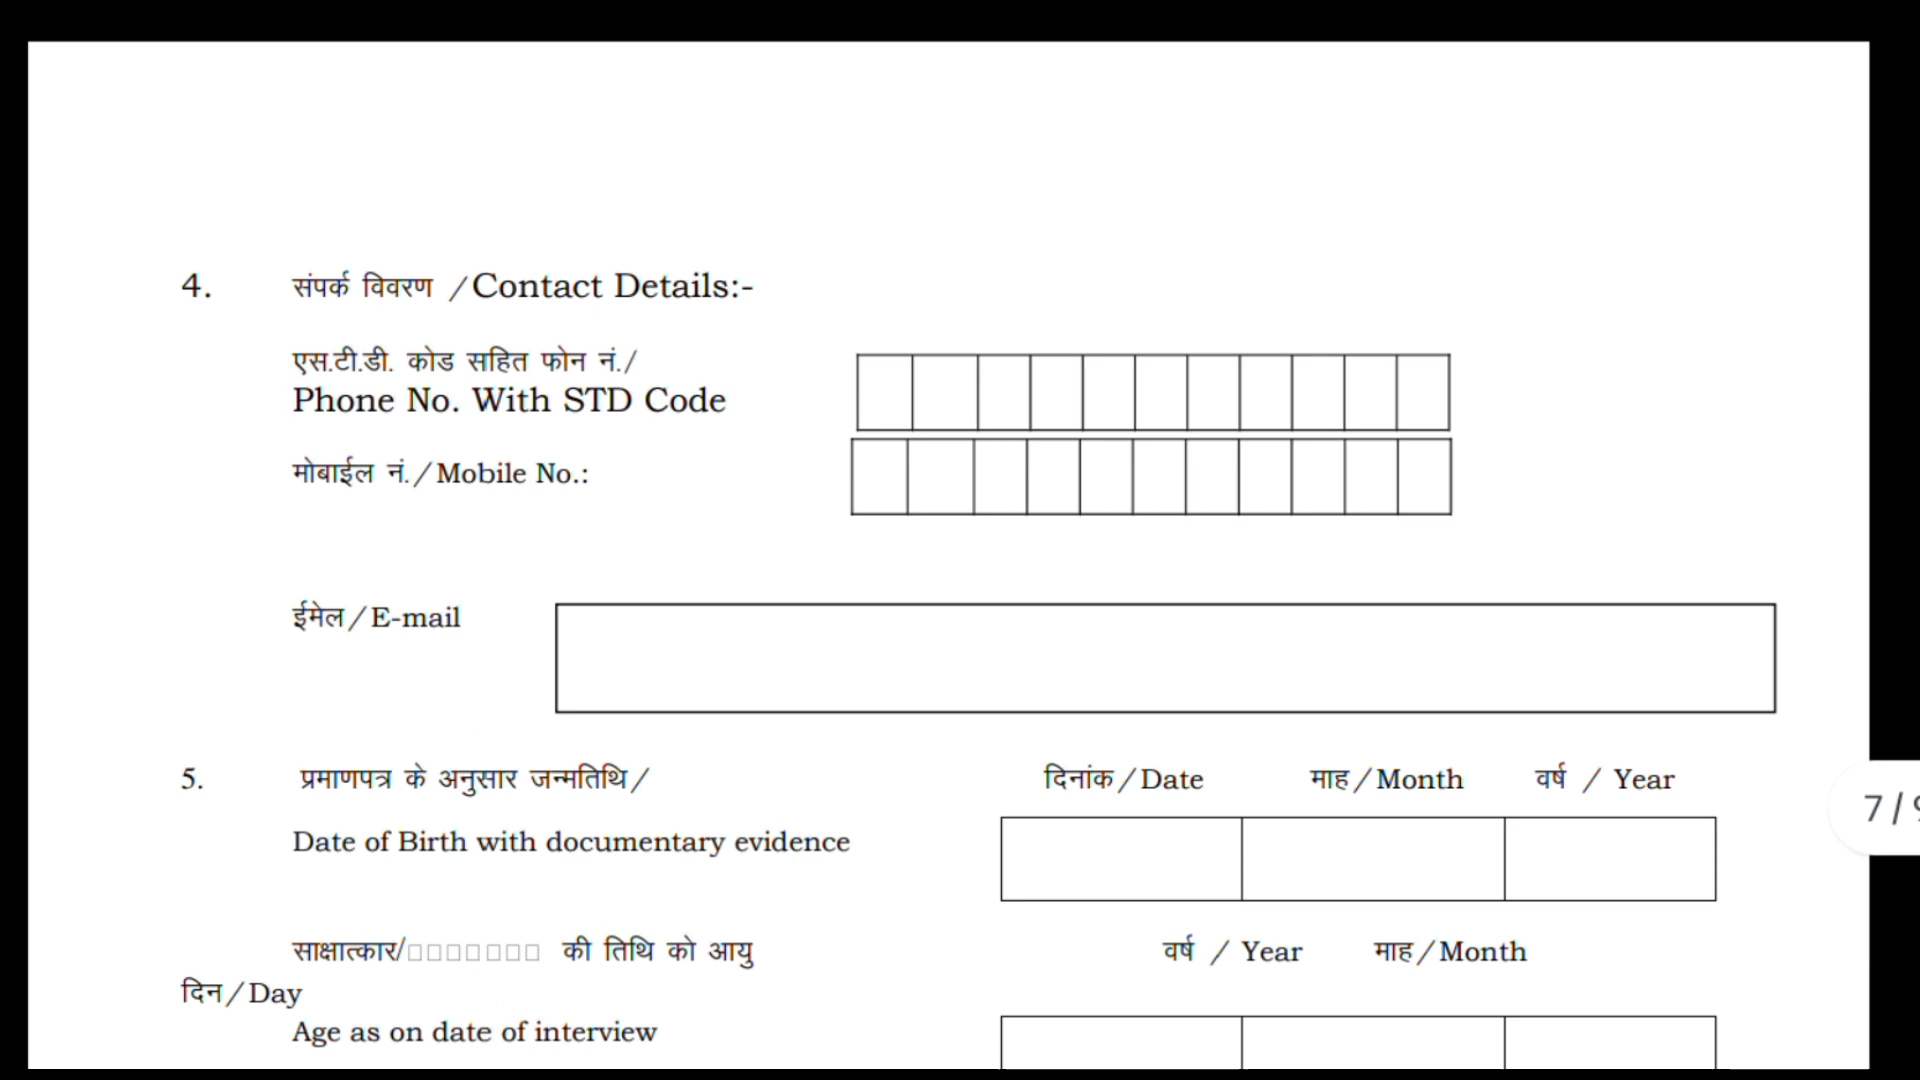 4. संपर्क विवरण /Contact Details:-
एस.टी.डी. कोड सहित फोन नं./
Phone No. With STD Code
मोबाईल नं./Mobile No.:
ईमेल/E-mail
5. प्रमाणपत्र के अनुसार जन्मतिथि/ दिनांक/Date माह/Month वर्ष / Year
Date of Birth with documentary evidence
7/9
साक्षात्कार/□□□□□□□ की तिथि को आयु वर्ष / Year माह/Month
दिन/Day
Age as on date of interview